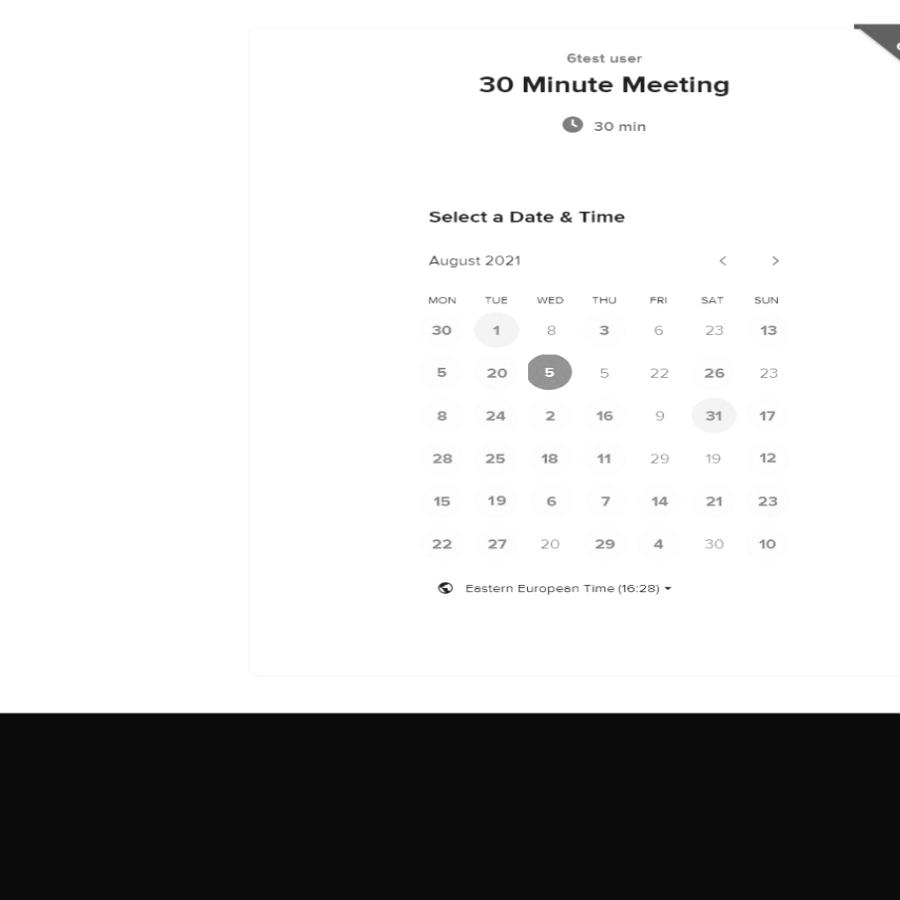 6test user
30 Minute Meeting
30 min
Select a Date & Time
August 2021
MON TUE WED THU FRI SAT SUN
30 1 8 3 6 23 13
5 20 5 5 22 26 23
8 24 2 16 9 31 17
28 25 18 11 29 19 12
15 19 6 7 14 21 23
22 27 20 29 4 30 10
Eastern European Time (16:28)